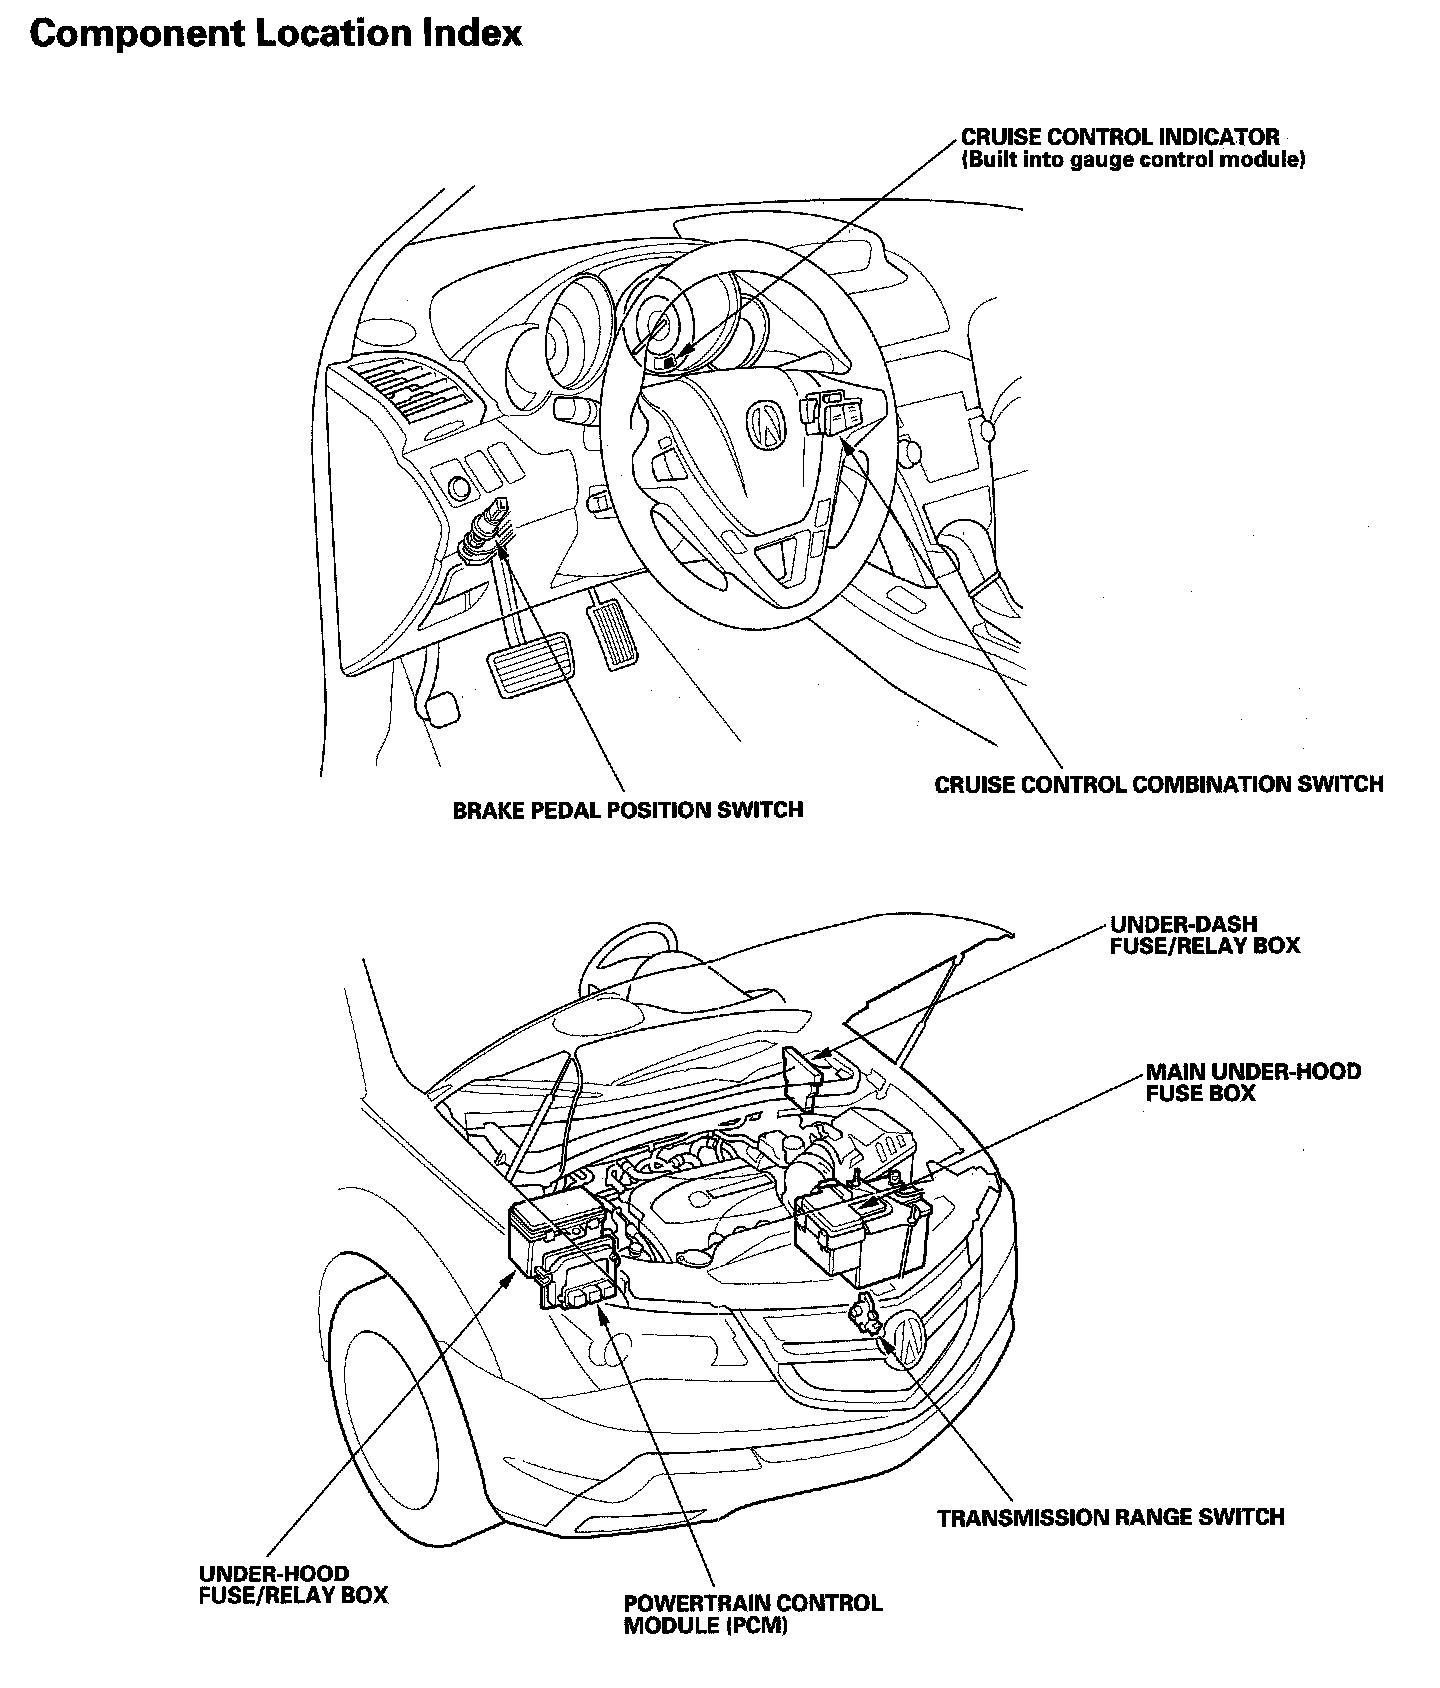 Component Location Index
CRUISE CONTROL INDICATOR
(Built into gauge control module)
CRUISE CONTROL COMBINATION SWITCH
BRAKE PEDAL POSITION SWITCH
UNDER-DASH
FUSE/RELAY BOX
MAIN UNDER-HOOD
FUSE BOX
TRANSMISSION RANGE SWITCH
UNDER-HOOD
FUSE/RELAY BOX
POWERTRAIN CONTROL
MODULE (PCM)